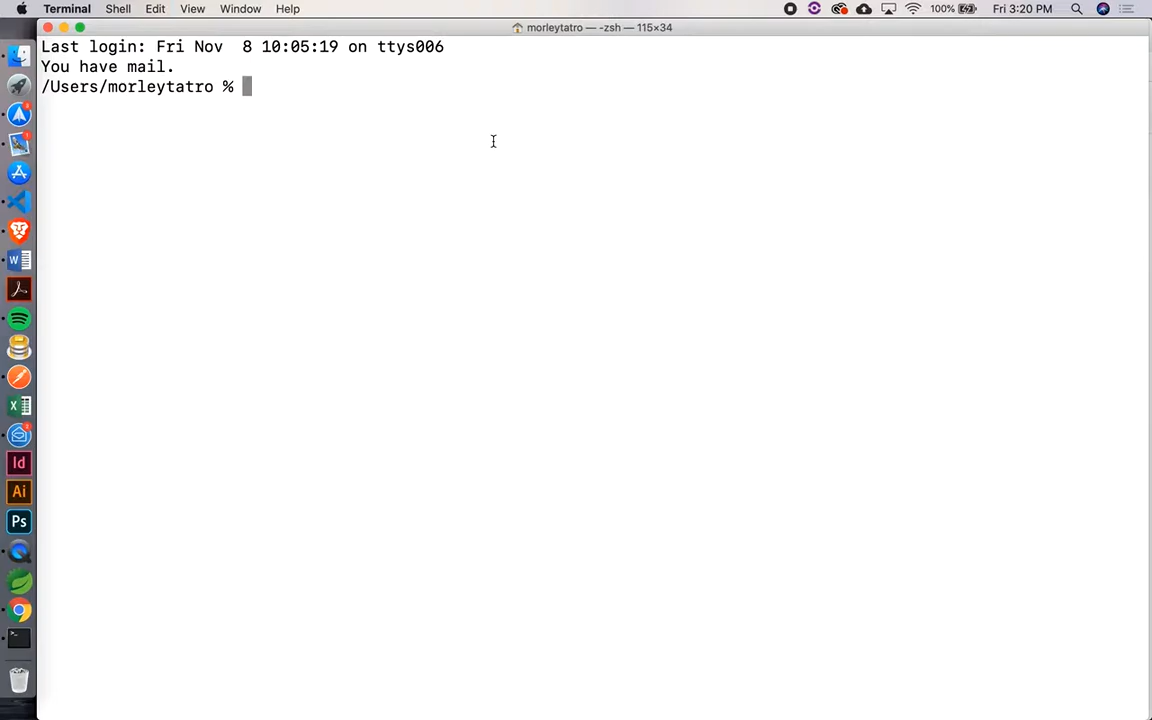 Terminal Shell Edit View Window Help 100% Fri 3:20 PM
morleytatro — -zsh — 115×34
Last login: Fri Nov  8 10:05:19 on ttys006
You have mail.
/Users/morleytatro %
W
X
Id
Ai
Ps
>_